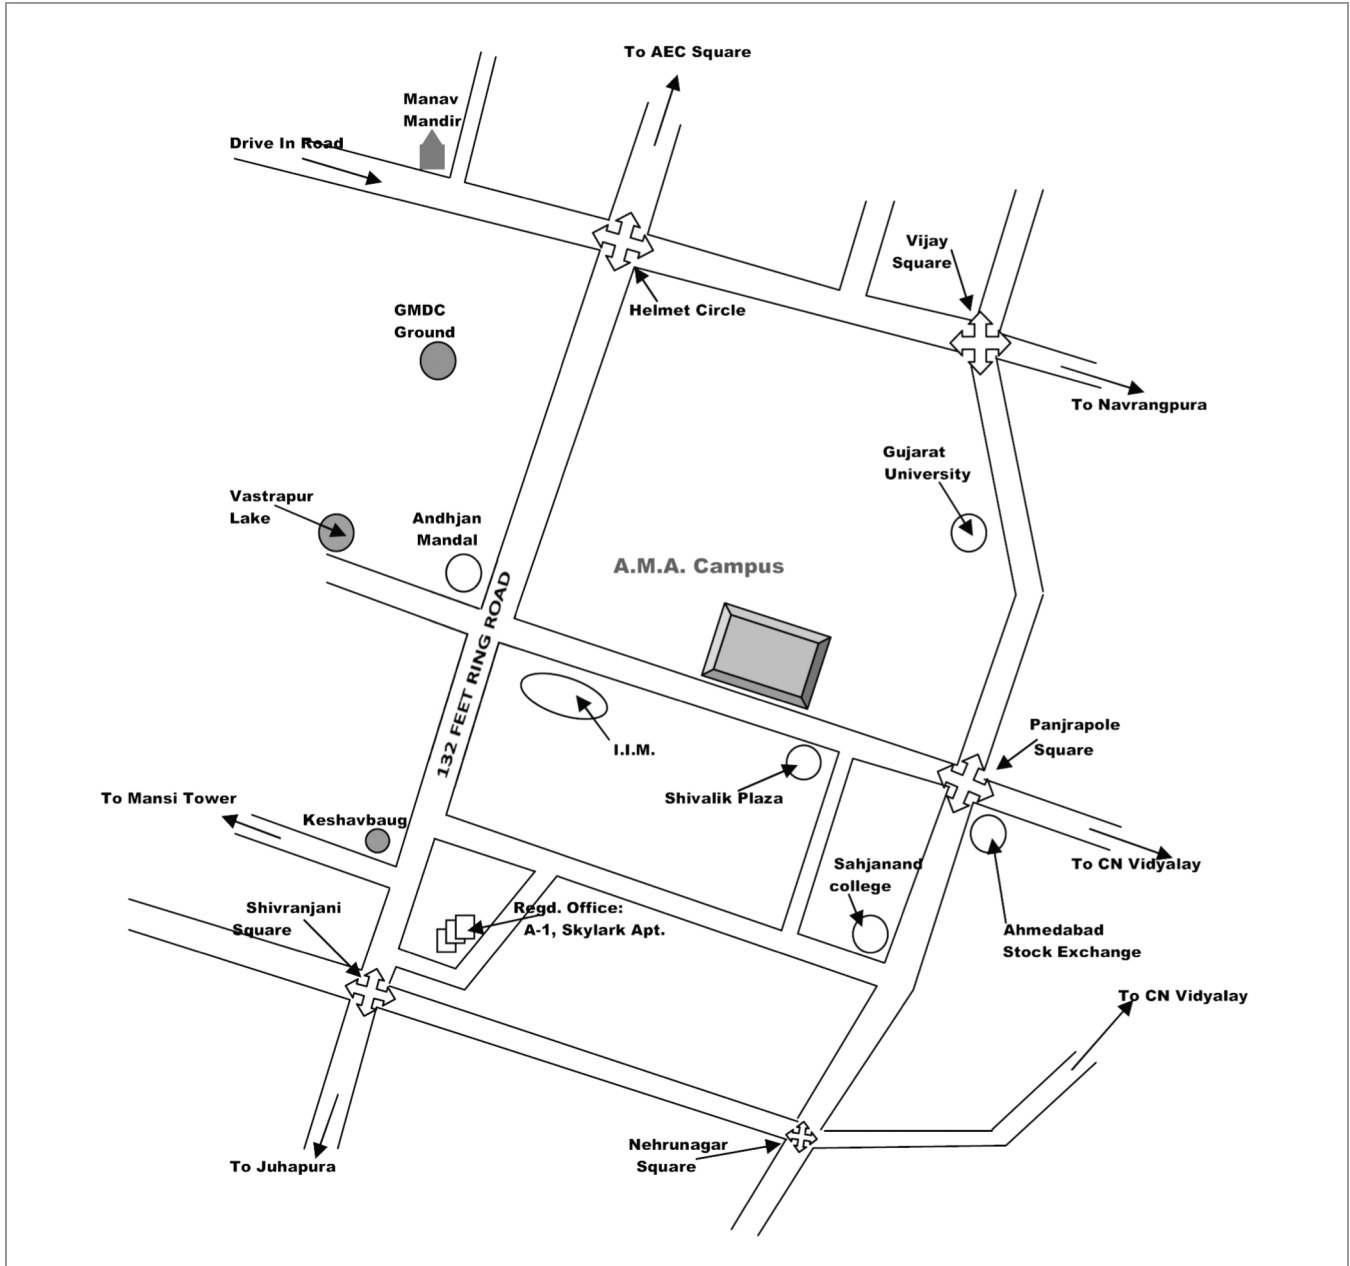 To AEC Square
Manav
Mandir
Drive In Road
Vijay
Square
Helmet Circle
GMDC
Ground
To Navrangpura
Gujarat
University
Vastrapur
Lake
Andhjan
Mandal
A.M.A. Campus
132 FEET RING ROAD
I.I.M.
Panjrapole
Square
Shivalik Plaza
To Mansi Tower
Keshavbaug
Sahjanand
college
To CN Vidyalay
Shivranjani
Square
Regd. Office:
A-1, Skylark Apt.
Ahmedabad
Stock Exchange
To CN Vidyalay
Nehrunagar
Square
To Juhapura